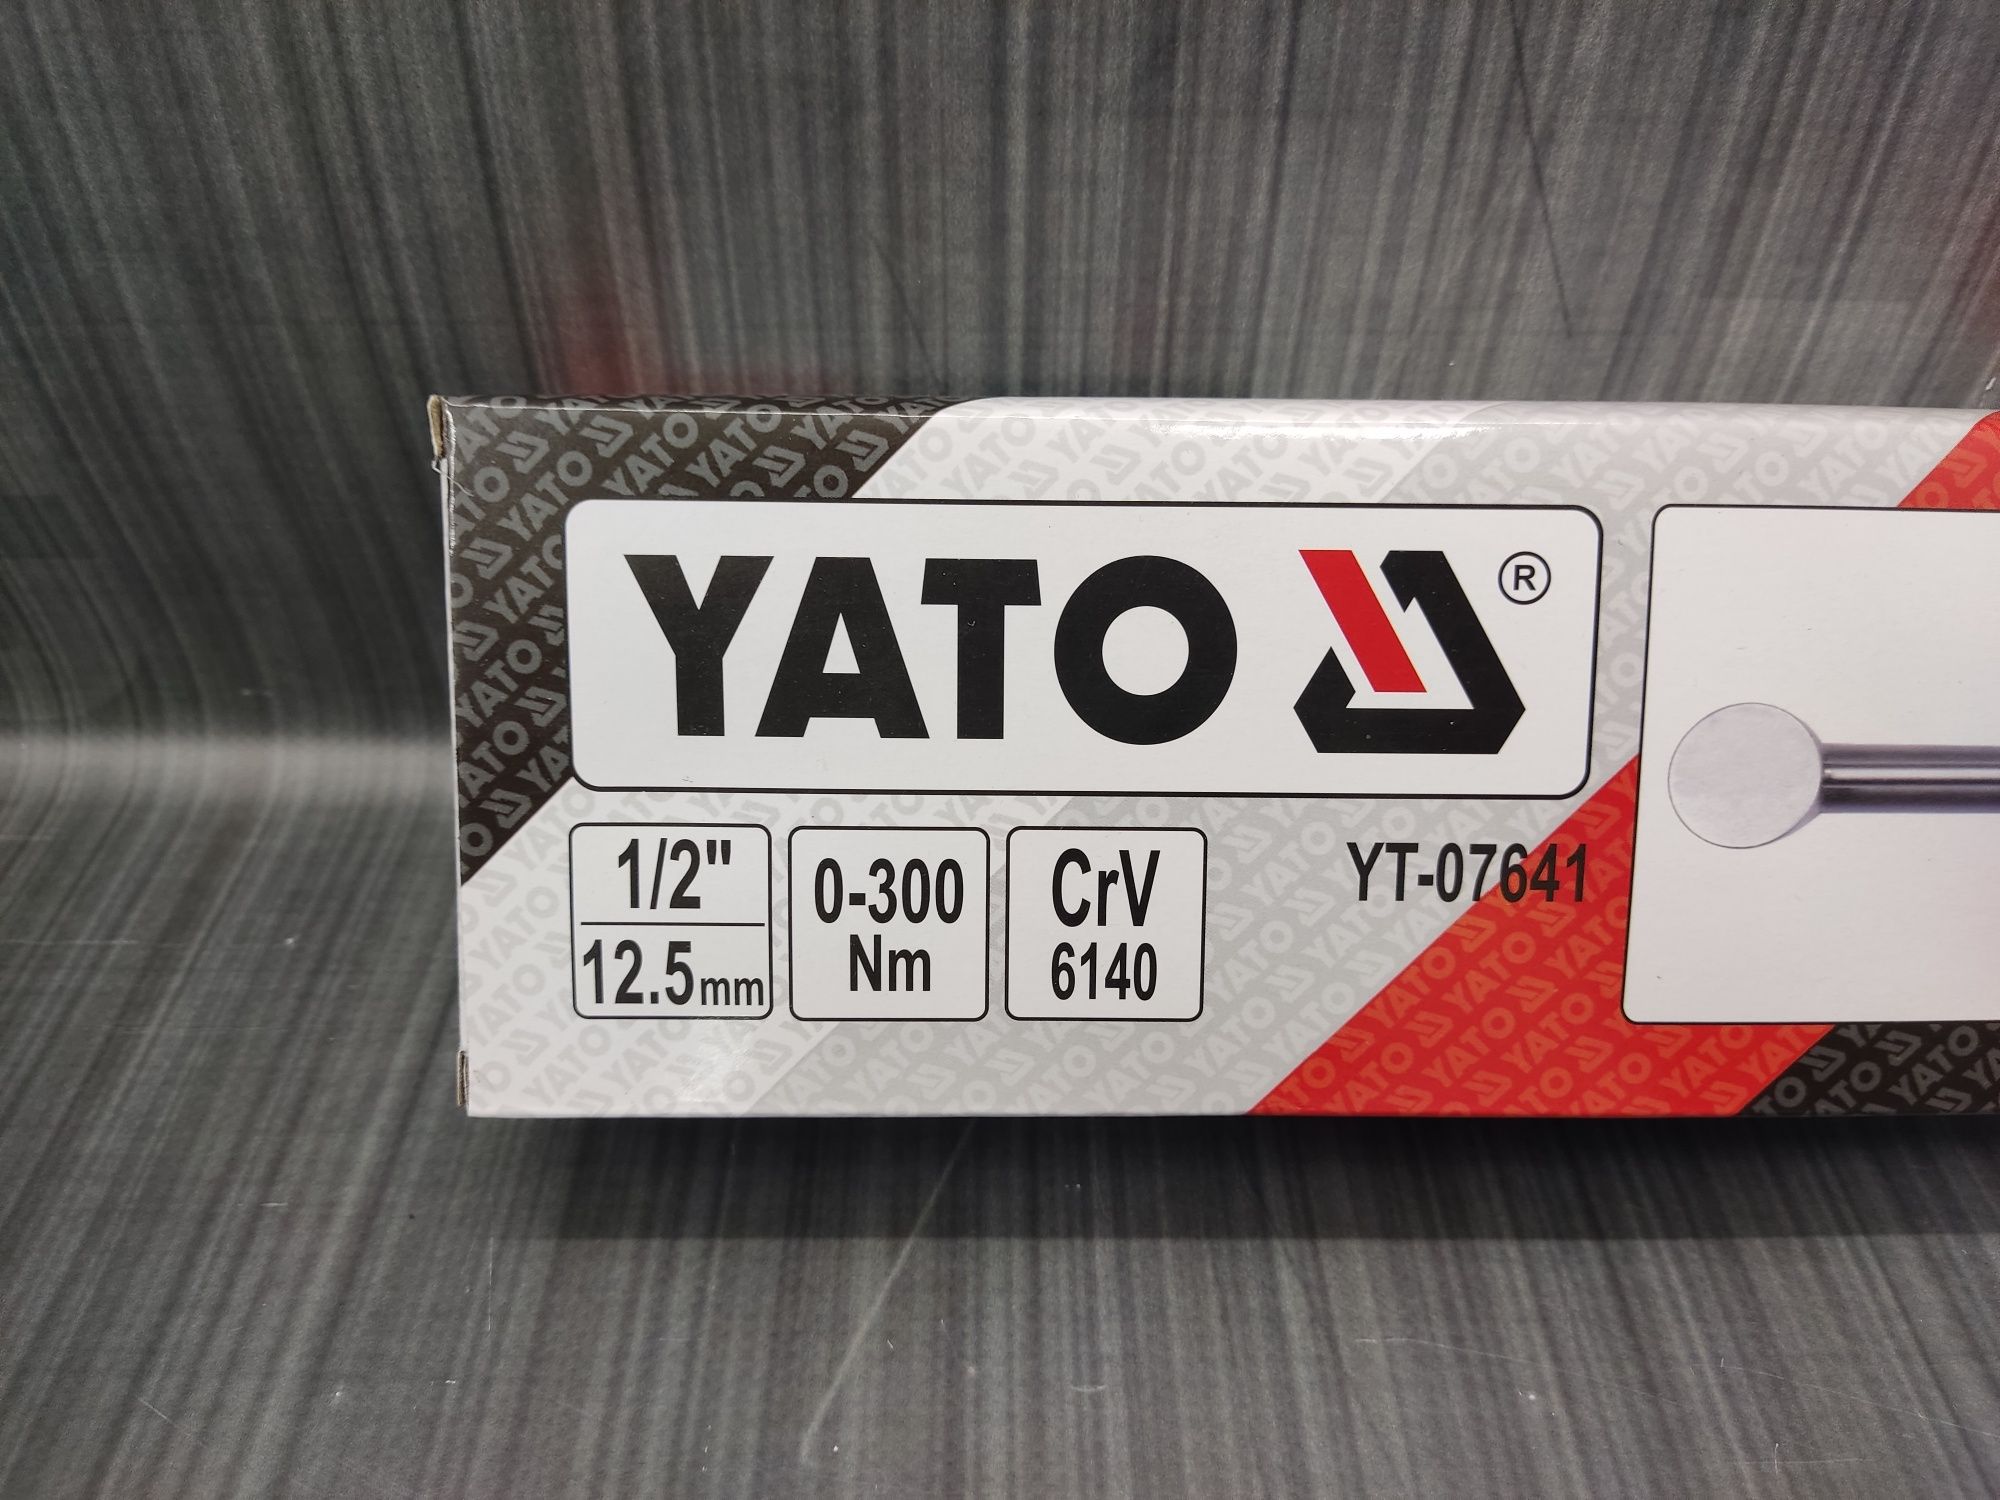 YATO ®
1/2"
12.5mm
0-300
Nm
CrV
6140
YT-07641